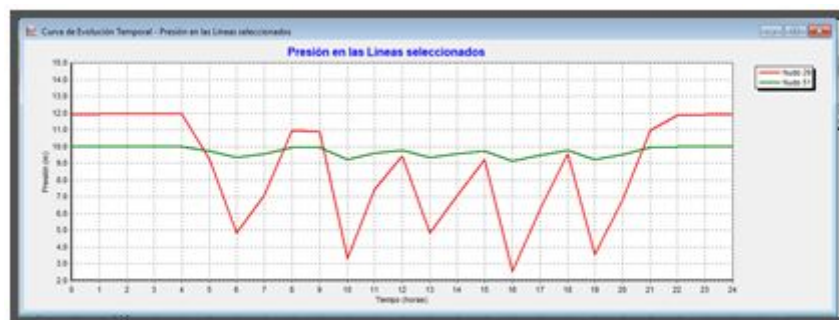 Curva de Evolución Temporal - Presión en las Líneas seleccionados
Presión en las Líneas seleccionados
15.0
14.0
13.0
12.0
11.0
10.0
9.0
8.0
7.0
6.0
5.0
4.0
3.0
2.0
Presión (m)
0 1 2 3 4 5 6 7 8 9 10 11 12 13 14 15 16 17 18 19 20 21 22 23 24
Tiempo (horas)
Nudo 29
Nudo 51